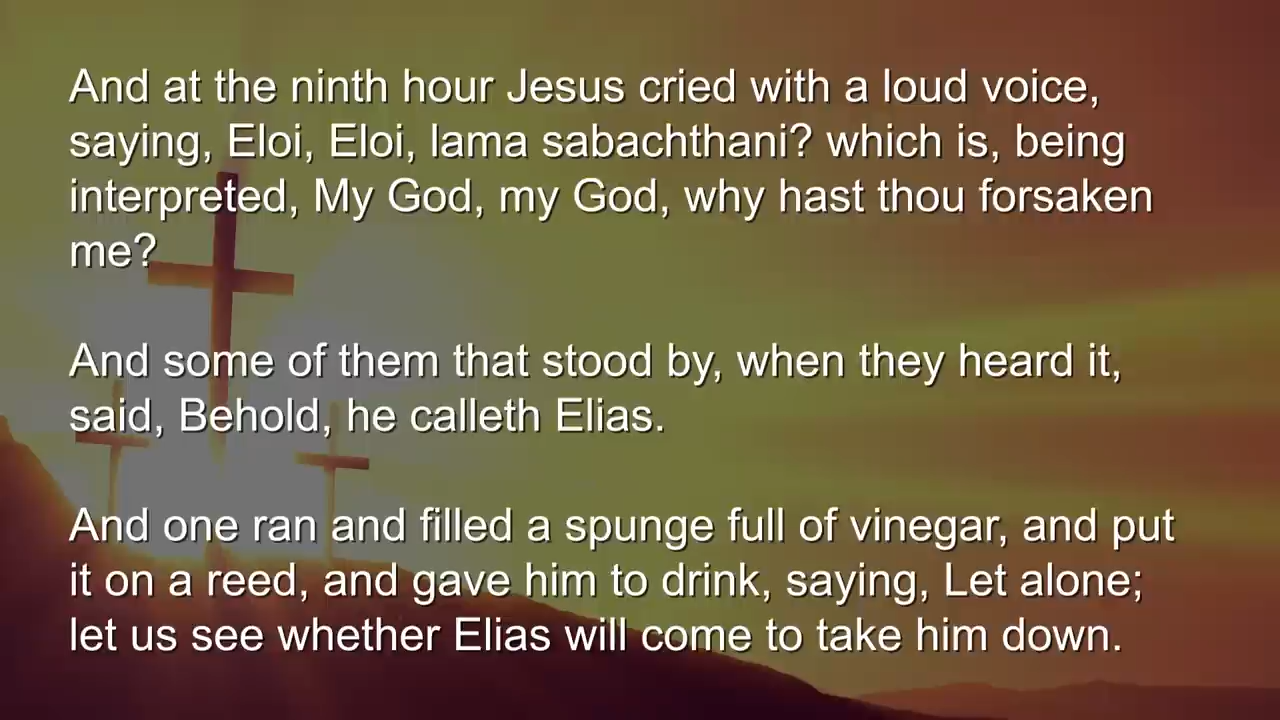 And at the ninth hour Jesus cried with a loud voice,
saying, Eloi, Eloi, lama sabachthani? which is, being
interpreted, My God, my God, why hast thou forsaken
me?
And some of them that stood by, when they heard it,
said, Behold, he calleth Elias.
And one ran and filled a spunge full of vinegar, and put
it on a reed, and gave him to drink, saying, Let alone;
let us see whether Elias will come to take him down.